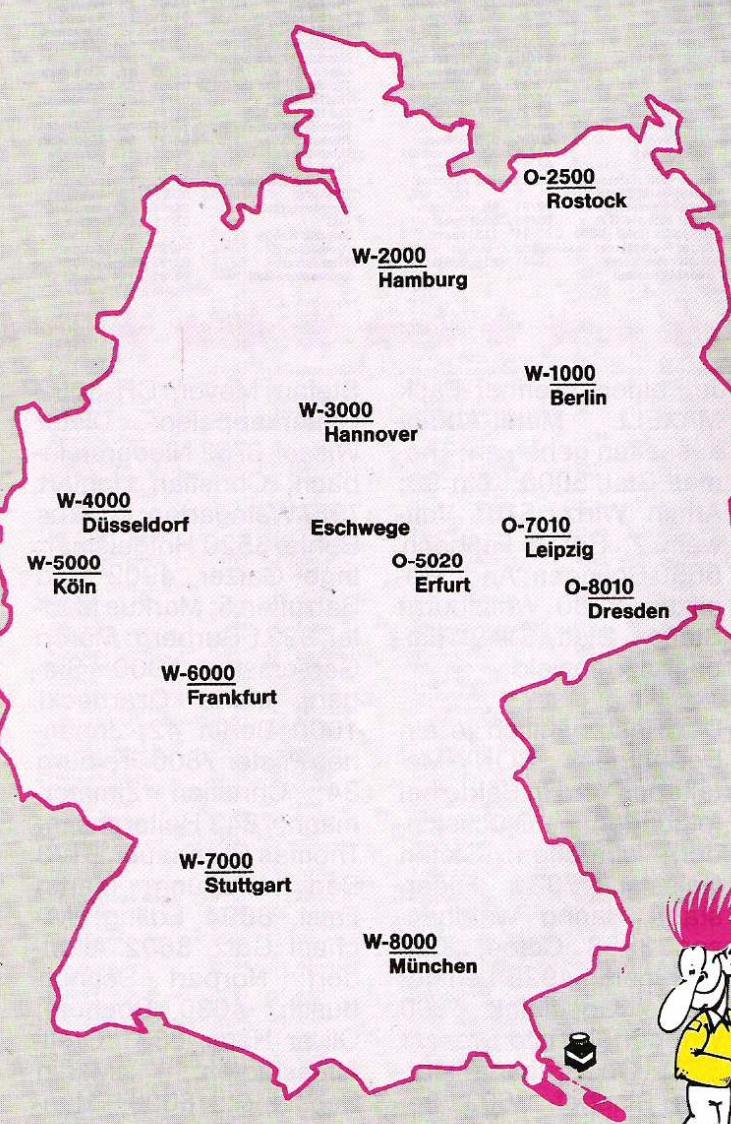 O-2500
Rostock
W-2000
Hamburg
W-1000
Berlin
W-3000
Hannover
W-4000
Düsseldorf
Eschwege
O-7010
Leipzig
W-5000
Köln
O-5020
Erfurt
O-8010
Dresden
W-6000
Frankfurt
W-7000
Stuttgart
W-8000
München